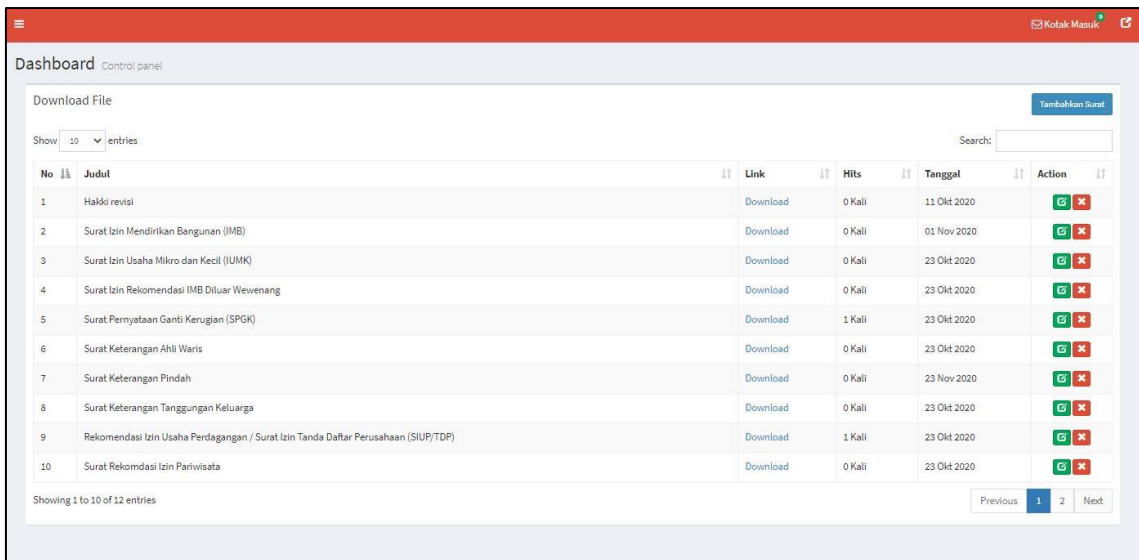 Kotak Masuk 0
Dashboard Control panel
Download File
Tambahkan Surat
Show 10 entries Search:
No Judul Link Hits Tanggal Action
1 Hakki revisi Download 0 Kali 11 Okt 2020
2 Surat Izin Mendirikan Bangunan (IMB) Download 0 Kali 01 Nov 2020
3 Surat Izin Usaha Mikro dan Kecil (IUMK) Download 0 Kali 23 Okt 2020
4 Surat Izin Rekomendasi IMB Diluar Wewenang Download 0 Kali 23 Okt 2020
5 Surat Pernyataan Ganti Kerugian (SPGK) Download 1 Kali 23 Okt 2020
6 Surat Keterangan Ahli Waris Download 0 Kali 23 Okt 2020
7 Surat Keterangan Pindah Download 0 Kali 23 Nov 2020
8 Surat Keterangan Tanggungan Keluarga Download 0 Kali 23 Okt 2020
9 Rekomendasi Izin Usaha Perdagangan / Surat Izin Tanda Daftar Perusahaan (SIUP/TDP) Download 1 Kali 23 Okt 2020
10 Surat Rekomdasi Izin Pariwisata Download 0 Kali 23 Okt 2020
Showing 1 to 10 of 12 entries Previous 1 2 Next